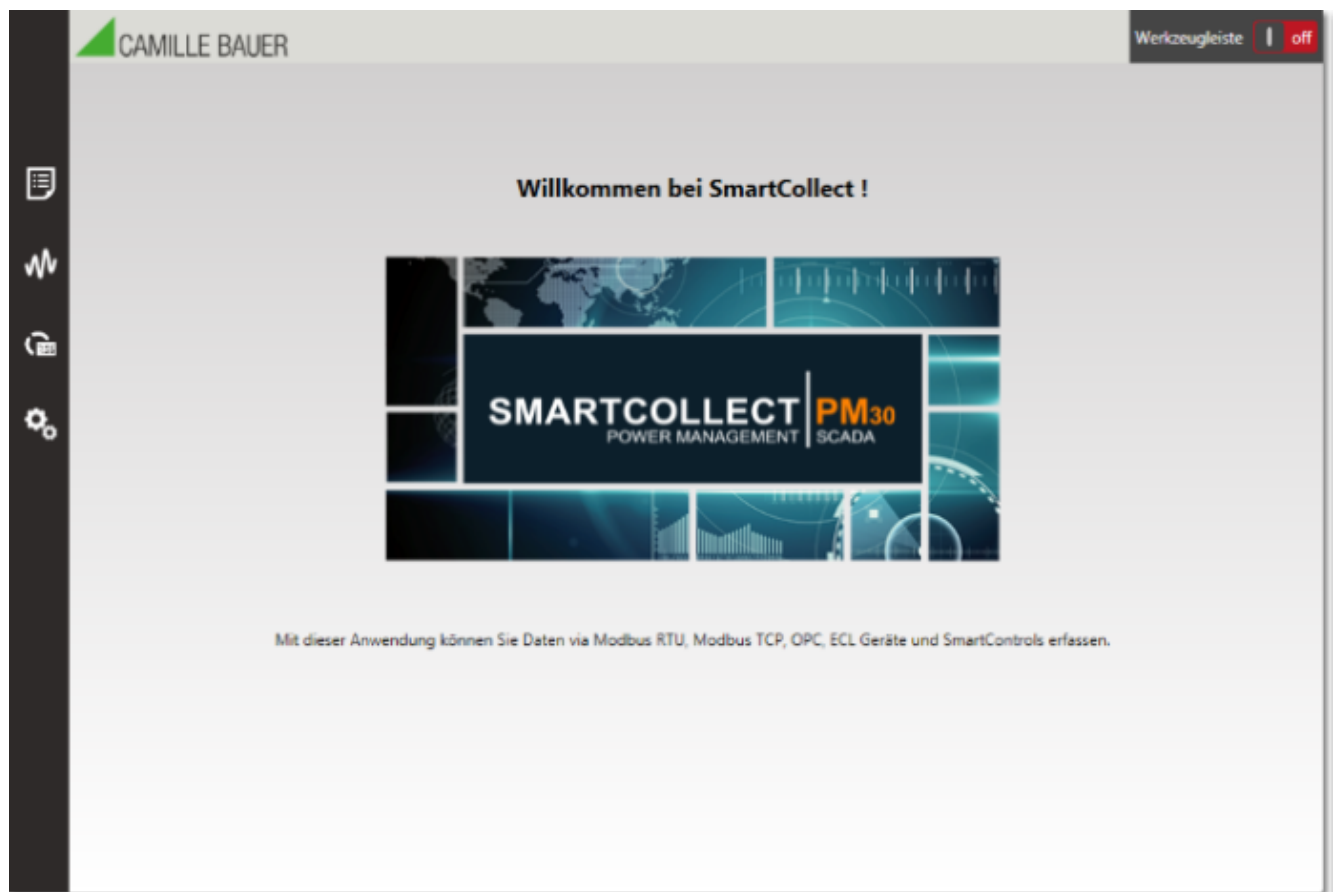 CAMILLE BAUER
Werkzeugleiste off
Willkommen bei SmartCollect !
SMARTCOLLECT PM30
POWER MANAGEMENT SCADA
Mit dieser Anwendung können Sie Daten via Modbus RTU, Modbus TCP, OPC, ECL Geräte und SmartControls erfassen.